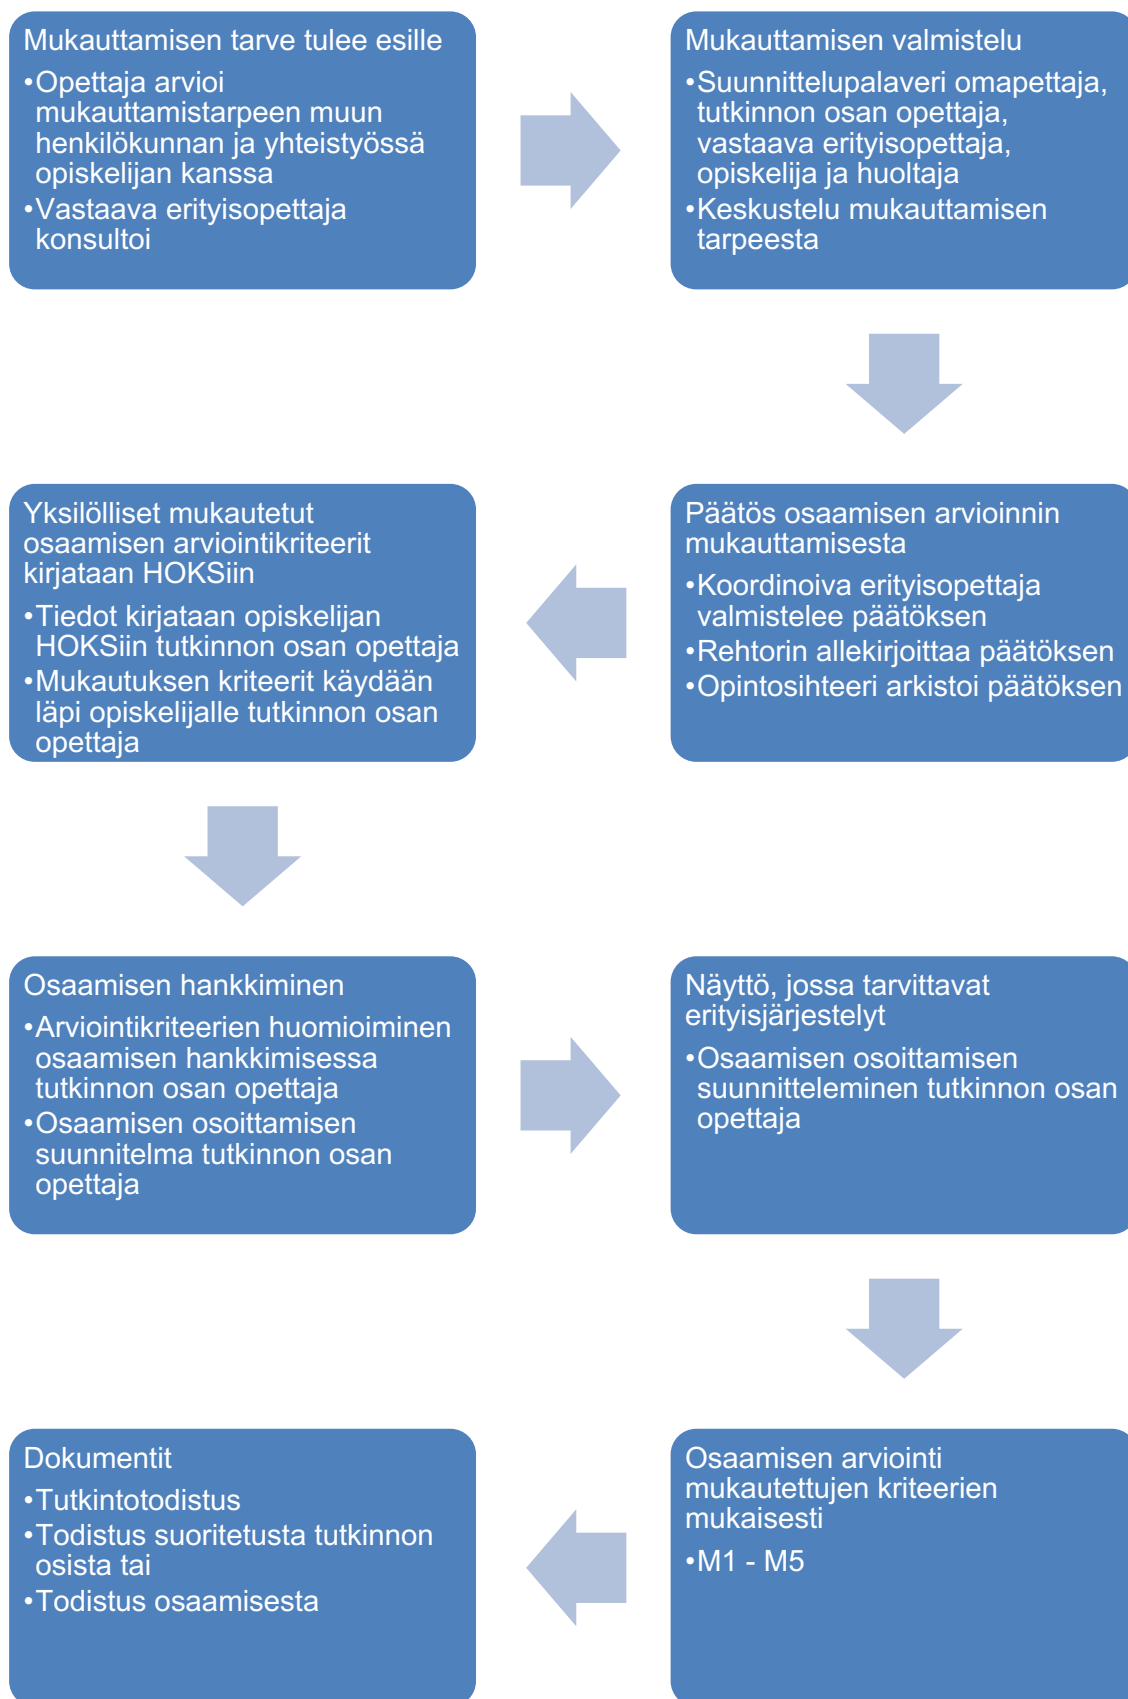 Mukauttamisen tarve tulee esille
•Opettaja arvioi
mukauttamistarpeen muun
henkilökunnan ja yhteistyössä
opiskelijan kanssa
•Vastaava erityisopettaja
konsultoi
Mukauttamisen valmistelu
•Suunnittelupalaveri omapettaja,
tutkinnon osan opettaja,
vastaava erityisopettaja,
opiskelija ja huoltaja
•Keskustelu mukauttamisen
tarpeesta
Päätös osaamisen arvioinnin
mukauttamisesta
•Koordinoiva erityisopettaja
valmistelee päätöksen
•Rehtorin allekirjoittaa päätöksen
•Opintosihteeri arkistoi päätöksen
Yksilölliset mukautetut
osaamisen arviointikriteerit
kirjataan HOKSiin
•Tiedot kirjataan opiskelijan
HOKSiin tutkinnon osan opettaja
•Mukautuksen kriteerit käydään
läpi opiskelijalle tutkinnon osan
opettaja
Osaamisen hankkiminen
•Arviointikriteerien huomioiminen
osaamisen hankkimisessa
tutkinnon osan opettaja
•Osaamisen osoittamisen
suunnitelma tutkinnon osan
opettaja
Näyttö, jossa tarvittavat
erityisjärjestelyt
•Osaamisen osoittamisen
suunnitteleminen tutkinnon osan
opettaja
Osaamisen arviointi
mukautettujen kriteerien
mukaisesti
•M1 - M5
Dokumentit
•Tutkintotodistus
•Todistus suoritetusta tutkinnon
osista tai
•Todistus osaamisesta